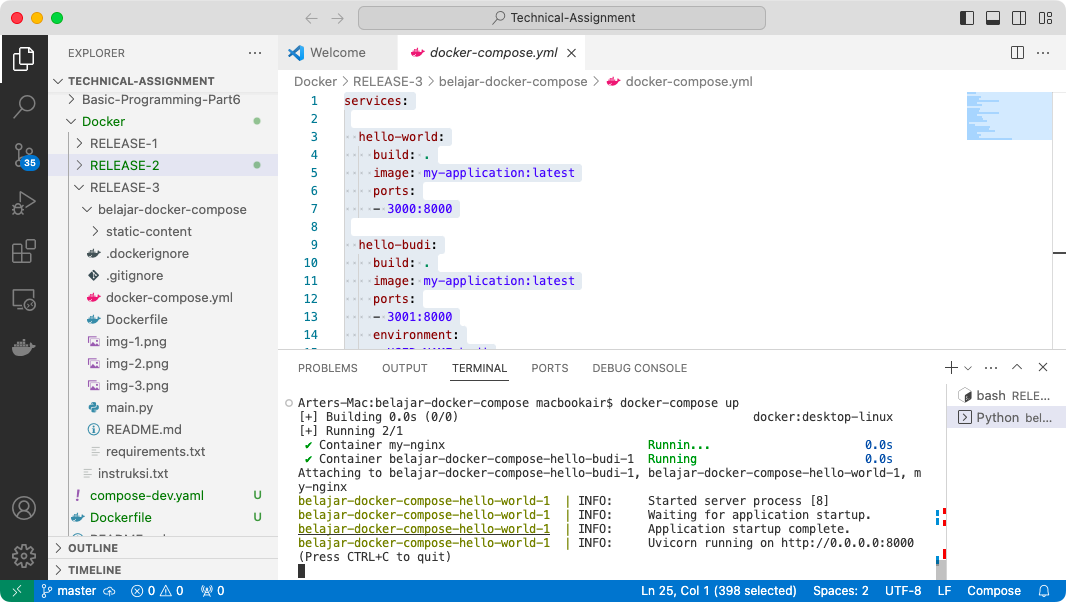 Technical-Assignment
EXPLORER
TECHNICAL-ASSIGNMENT
Basic-Programming-Part6
Docker
RELEASE-1
RELEASE-2
RELEASE-3
belajar-docker-compose
static-content
.dockerignore
.gitignore
docker-compose.yml
Dockerfile
img-1.png
img-2.png
img-3.png
main.py
README.md
requirements.txt
instruksi.txt
compose-dev.yaml U
Dockerfile U
OUTLINE
TIMELINE
35
Welcome
docker-compose.yml
Docker > RELEASE-3 > belajar-docker-compose > docker-compose.yml
1 services:
2
3 hello-world:
4 build: .
5 image: my-application:latest
6 ports:
7 - 3000:8000
8
9 hello-budi:
10 build: .
11 image: my-application:latest
12 ports:
13 - 3001:8000
14 environment:
PROBLEMS OUTPUT TERMINAL PORTS DEBUG CONSOLE
Arters-Mac:belajar-docker-compose macbookair$ docker-compose up
[+] Building 0.0s (0/0) docker:desktop-linux
[+] Running 2/1
✔ Container my-nginx Runnin... 0.0s
✔ Container belajar-docker-compose-hello-budi-1 Running 0.0s
Attaching to belajar-docker-compose-hello-budi-1, belajar-docker-compose-hello-world-1, m
y-nginx
belajar-docker-compose-hello-world-1 | INFO: Started server process [8]
belajar-docker-compose-hello-world-1 | INFO: Waiting for application startup.
belajar-docker-compose-hello-world-1 | INFO: Application startup complete.
belajar-docker-compose-hello-world-1 | INFO: Uvicorn running on http://0.0.0.0:8000
(Press CTRL+C to quit)
bash RELE...
Python bel...
master 0 0 0
Ln 25, Col 1 (398 selected) Spaces: 2 UTF-8 LF Compose